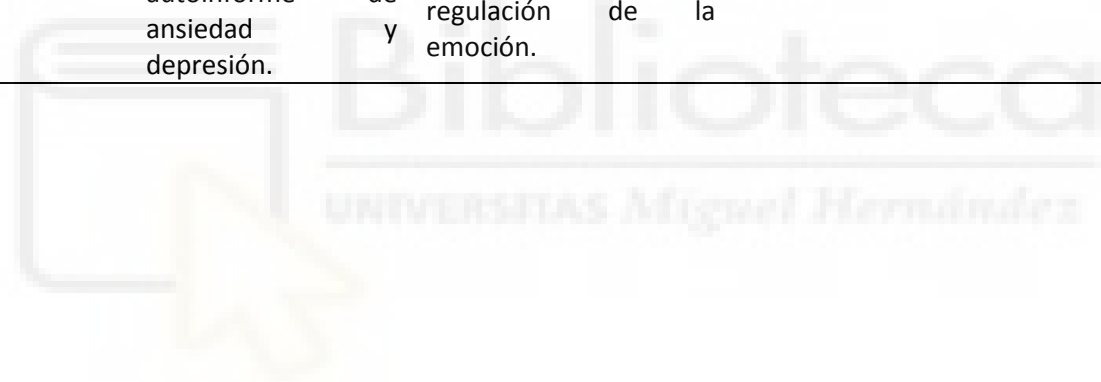 autoinforme de
ansiedad y
depresión.
regulación de la
emoción.
Biblioteca
UNIVERSITAS Miguel Hernández